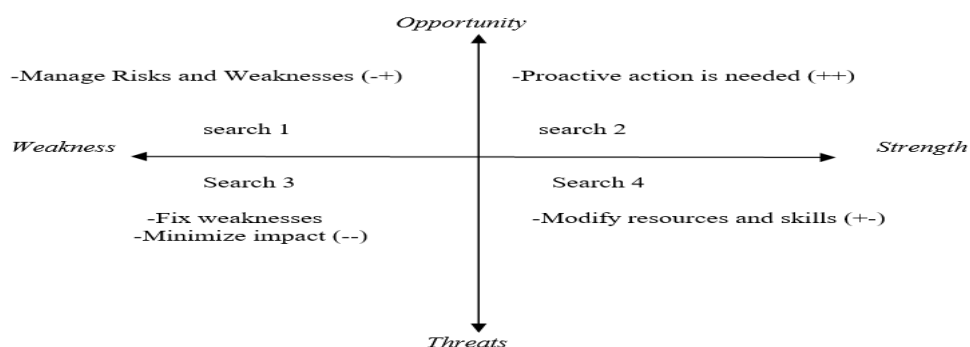 Opportunity
-Manage Risks and Weaknesses (-+)
-Proactive action is needed (++)
search 1
search 2
Weakness
Strength
Search 3
Search 4
-Fix weaknesses
-Minimize impact (--)
-Modify resources and skills (+-)
Threats